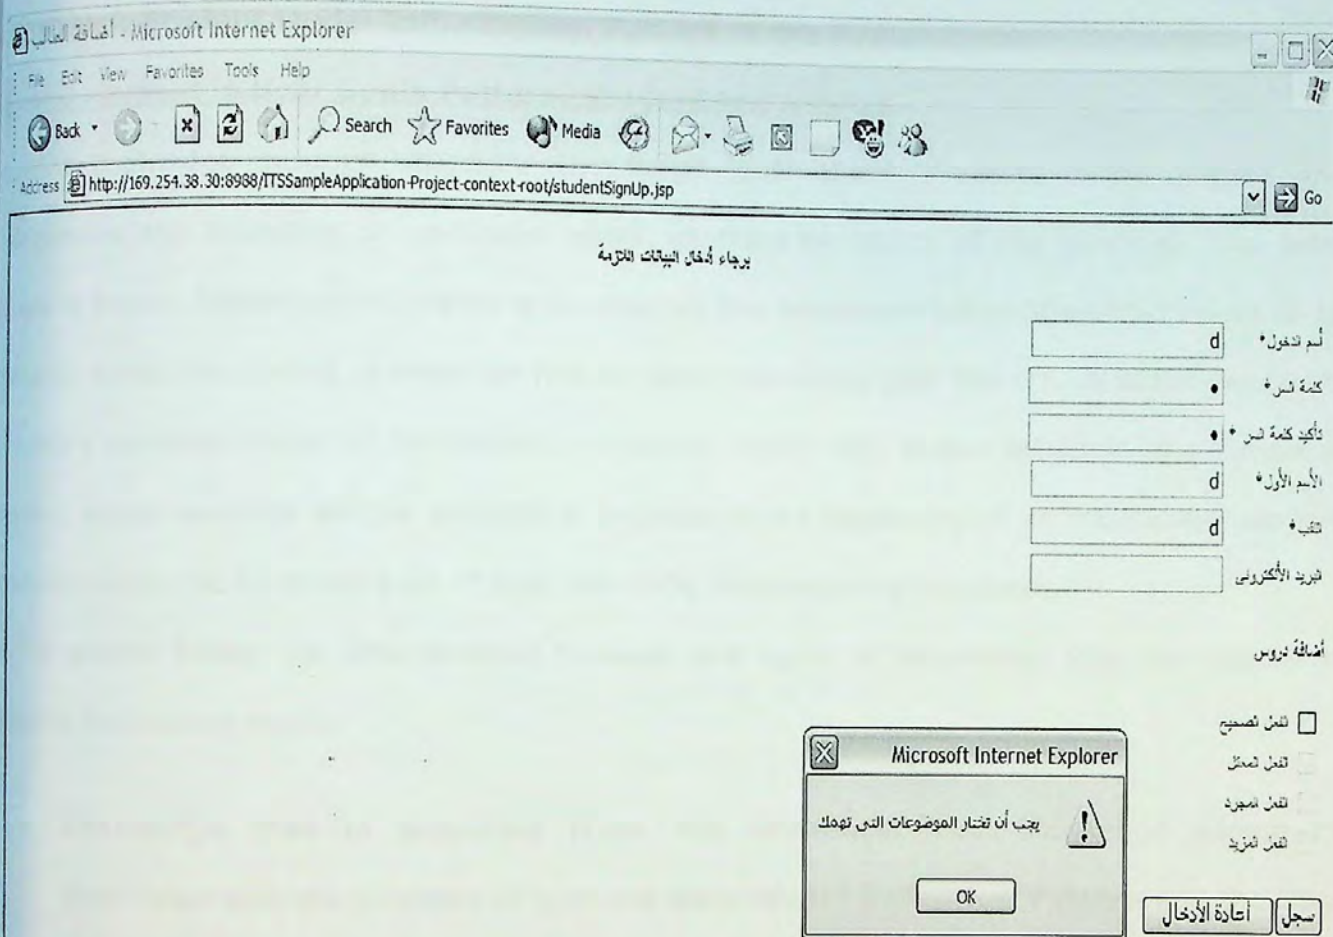 أضافة الطالب - Microsoft Internet Explorer
File Edit View Favorites Tools Help
Back Search Favorites Media
Address http://169.254.38.30:8988/ITSSampleApplication-Project-context-root/studentSignUp.jsp Go
برجاء أدخال البيانات اللازمة
أسم الدخول* d
كلمة السر* •
تأكيد كلمة السر * •
الأسم الأول* d
اللقب* d
البريد الألكترونى
أضافة دروس
الفعل الصحيح
الفعل المعتل
الفعل المجرد
الفعل المزيد
Microsoft Internet Explorer
يجب أن تختار الموضوعات التى تهمك
OK
سجل أعادة الأدخال